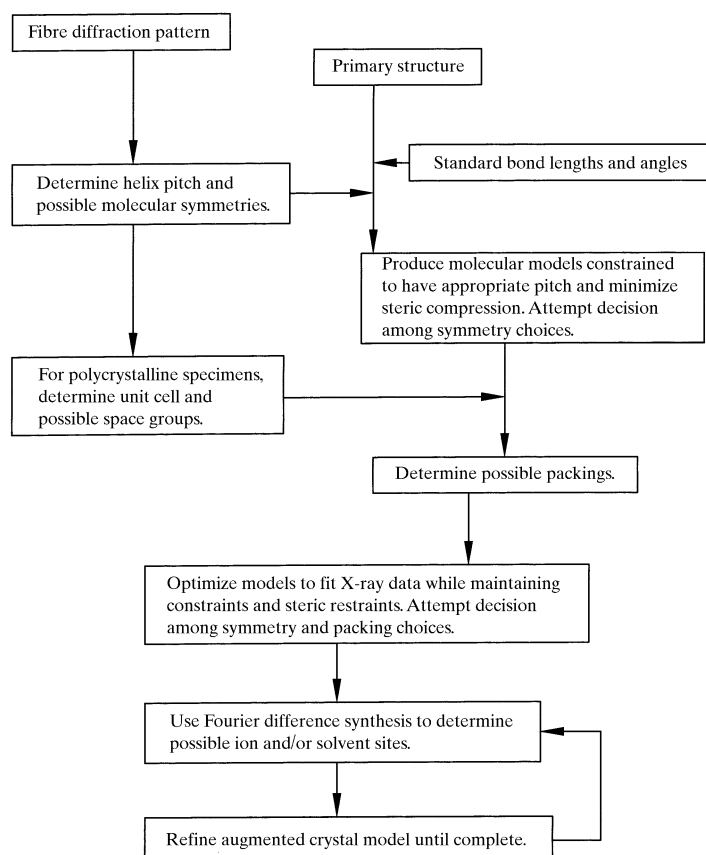 Fibre diffraction pattern
Primary structure
Standard bond lengths and angles
Determine helix pitch and
possible molecular symmetries.
Produce molecular models constrained
to have appropriate pitch and minimize
steric compression. Attempt decision
among symmetry choices.
For polycrystalline specimens,
determine unit cell and
possible space groups.
Determine possible packings.
Optimize models to fit X-ray data while maintaining
constraints and steric restraints. Attempt decision
among symmetry and packing choices.
Use Fourier difference synthesis to determine
possible ion and/or solvent sites.
Refine augmented crystal model until complete.